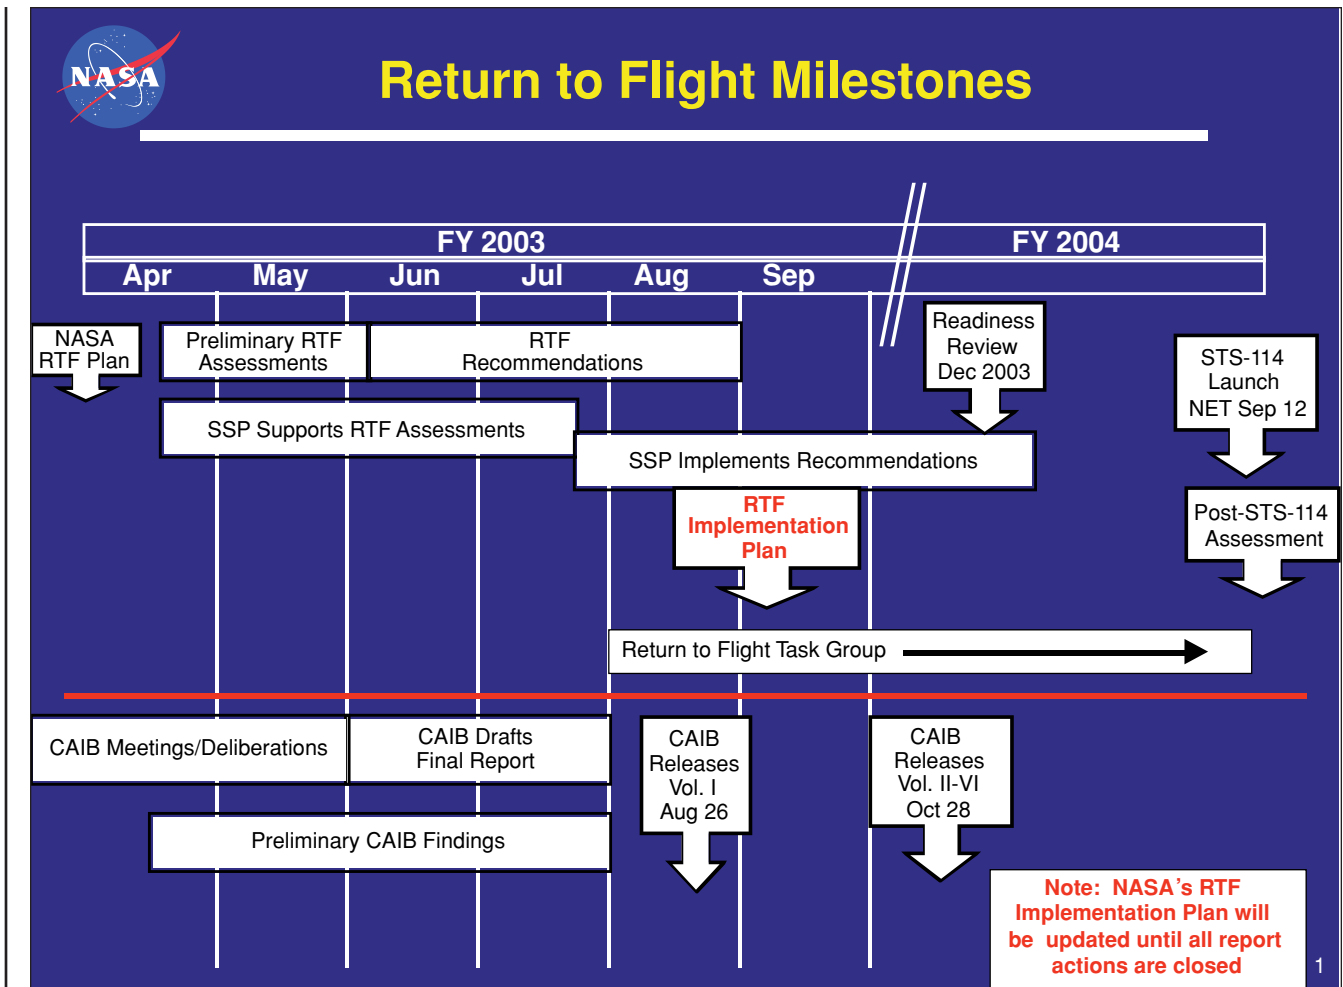 NASA
Return to Flight Milestones
FY 2003
FY 2004
Apr
May
Jun
Jul
Aug
Sep
NASA
RTF Plan
Preliminary RTF
Assessments
RTF
Recommendations
Readiness
Review
Dec 2003
STS-114
Launch
NET Sep 12
SSP Supports RTF Assessments
SSP Implements Recommendations
RTF
Implementation
Plan
Post-STS-114
Assessment
Return to Flight Task Group
CAIB Meetings/Deliberations
CAIB Drafts
Final Report
CAIB
Releases
Vol. I
Aug 26
CAIB
Releases
Vol. II-VI
Oct 28
Preliminary CAIB Findings
Note: NASA's RTF
Implementation Plan will
be updated until all report
actions are closed
1